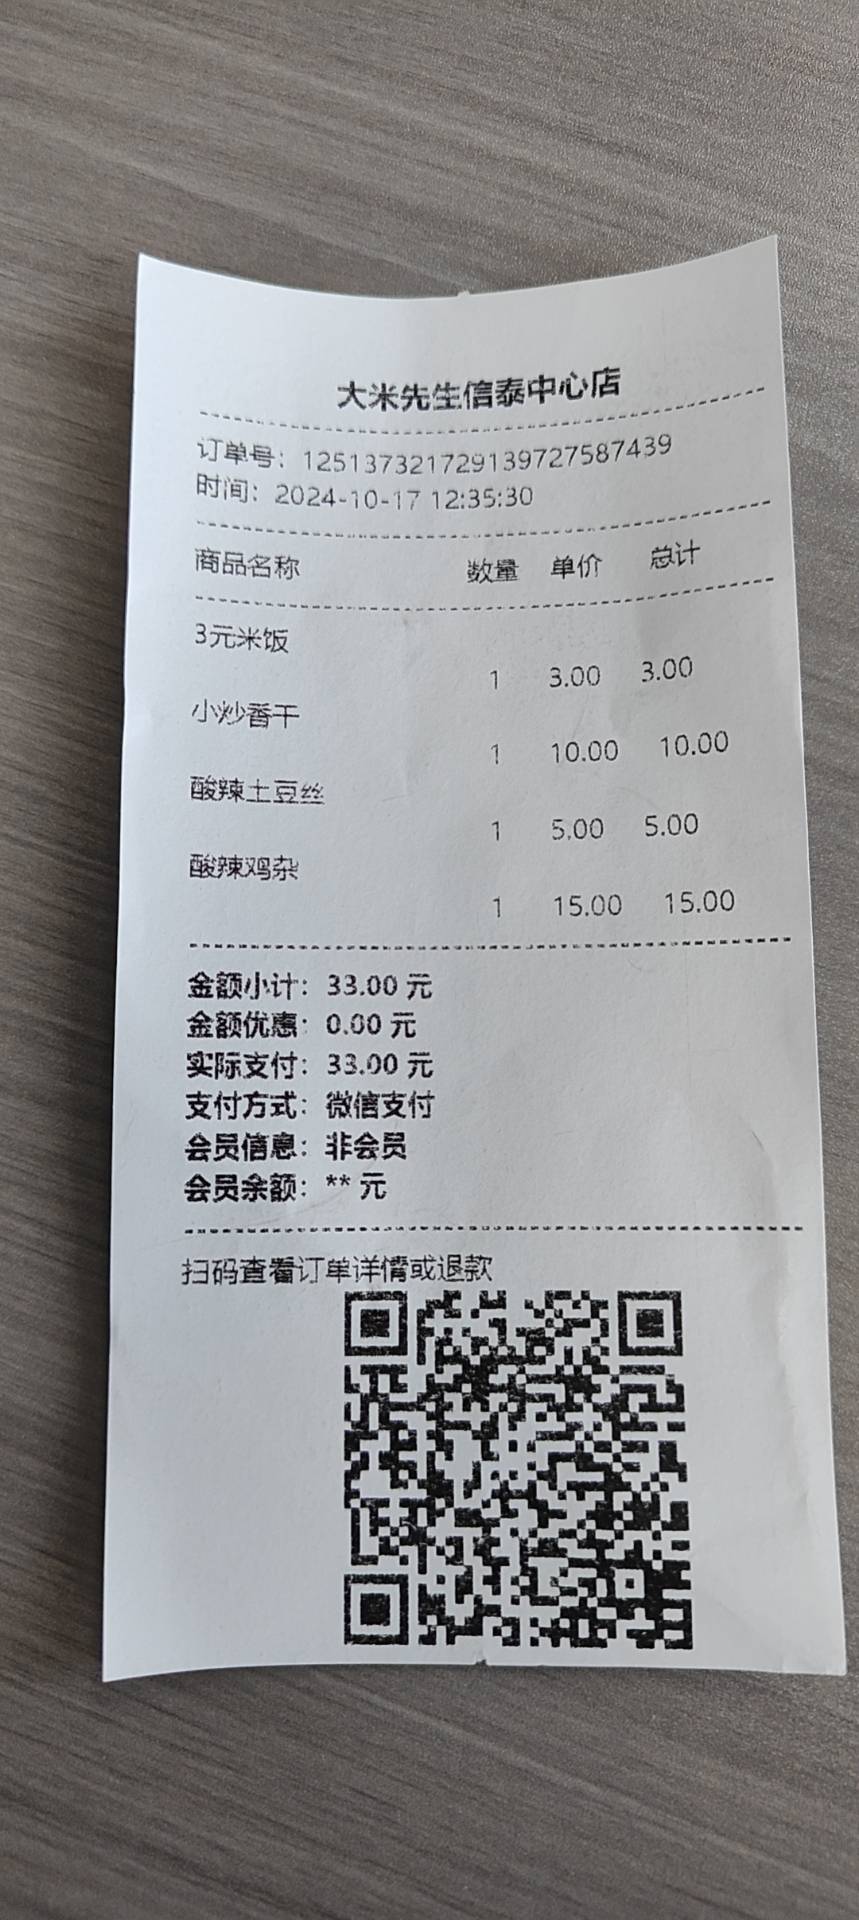 大米先生信泰中心店
订单号：1251373217291397275​87439
时间：2024-10-17 12:35:30
商品名称 数量 单价 总计
3元米饭
1 3.00 3.00
小炒香干
1 10.00 10.00
酸辣土豆丝
1 5.00 5.00
酸辣鸡杂
1 15.00 15.00
金额小计：33.00 元
金额优惠：0.00 元
实际支付：33.00 元
支付方式：微信支付
会员信息：非会员
会员余额：** 元
扫码查看订单详情或退款